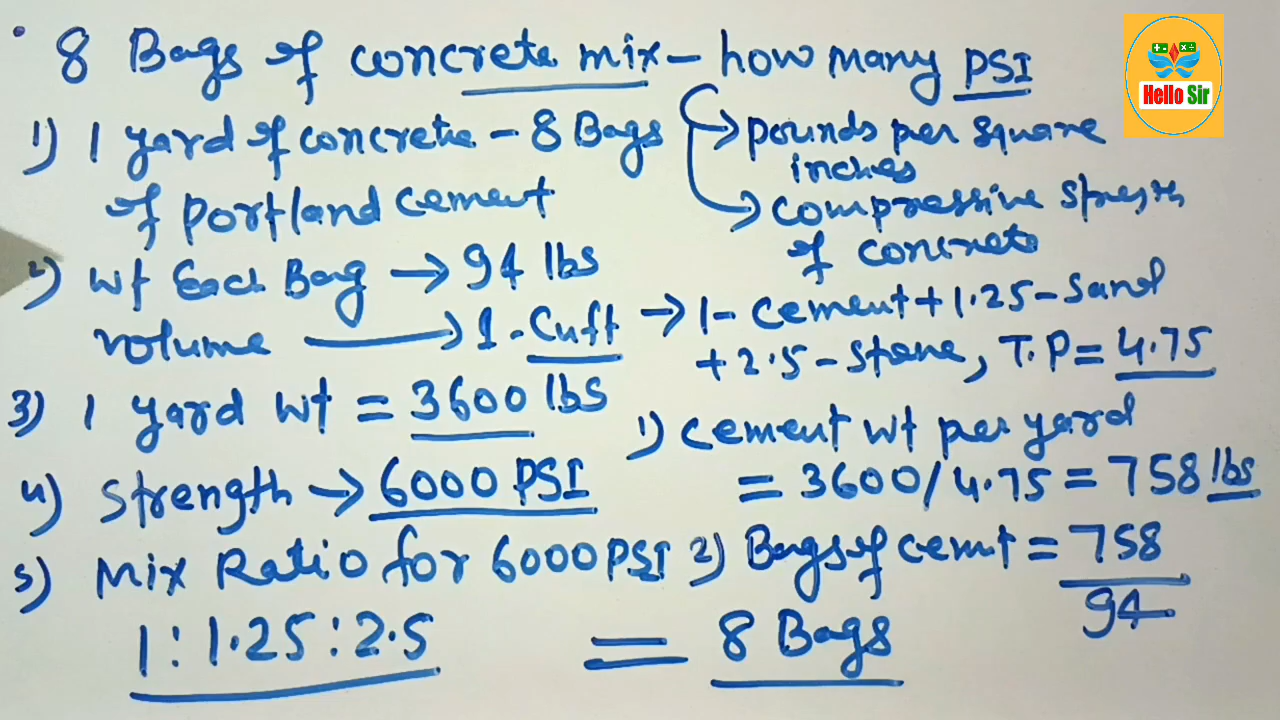 8 Bags of concrete mix - how many PSI
1) 1 yard of concrete - 8 Bags
of portland cement
2) wt Each Bag → 94 lbs
volume → 1 - Cuft
3) 1 yard wt = 3600 lbs
4) strength → 6000 PSI
5) Mix Ratio for 6000 PSI
1 : 1.25 : 2.5
→ pounds per square
inches
→ compressive
of concrete
→ 1 - cement + 1.25 - sand
+ 2.5 - stone, T.P = 4.75
1) cement wt per yard
= 3600/4.75 = 758 lbs
2) Bags of = 758
94
= 8 Bags
Hello Sir